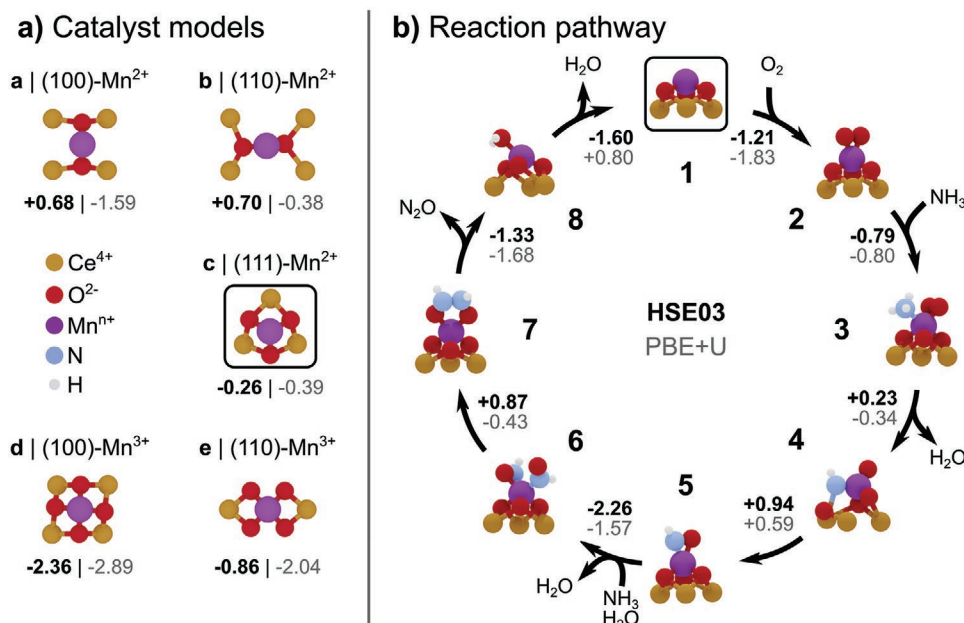 a) Catalyst models
a | (100)-Mn²⁺
b | (110)-Mn²⁺
+0.68 | -1.59
+0.70 | -0.38
Ce⁴⁺
O²⁻
Mnⁿ⁺
N
H
c | (111)-Mn²⁺
-0.26 | -0.39
d | (100)-Mn³⁺
e | (110)-Mn³⁺
-2.36 | -2.89
-0.86 | -2.04
b) Reaction pathway
H₂O
O₂
-1.60
+0.80
1
-1.21
-1.83
2
NH₃
-0.79
-0.80
3
+0.23
-0.34
H₂O
4
+0.94
+0.59
5
-2.26
-1.57
H₂O
NH₃
H₂O
6
+0.87
-0.43
7
N₂O
-1.33
-1.68
8
HSE03
PBE+U